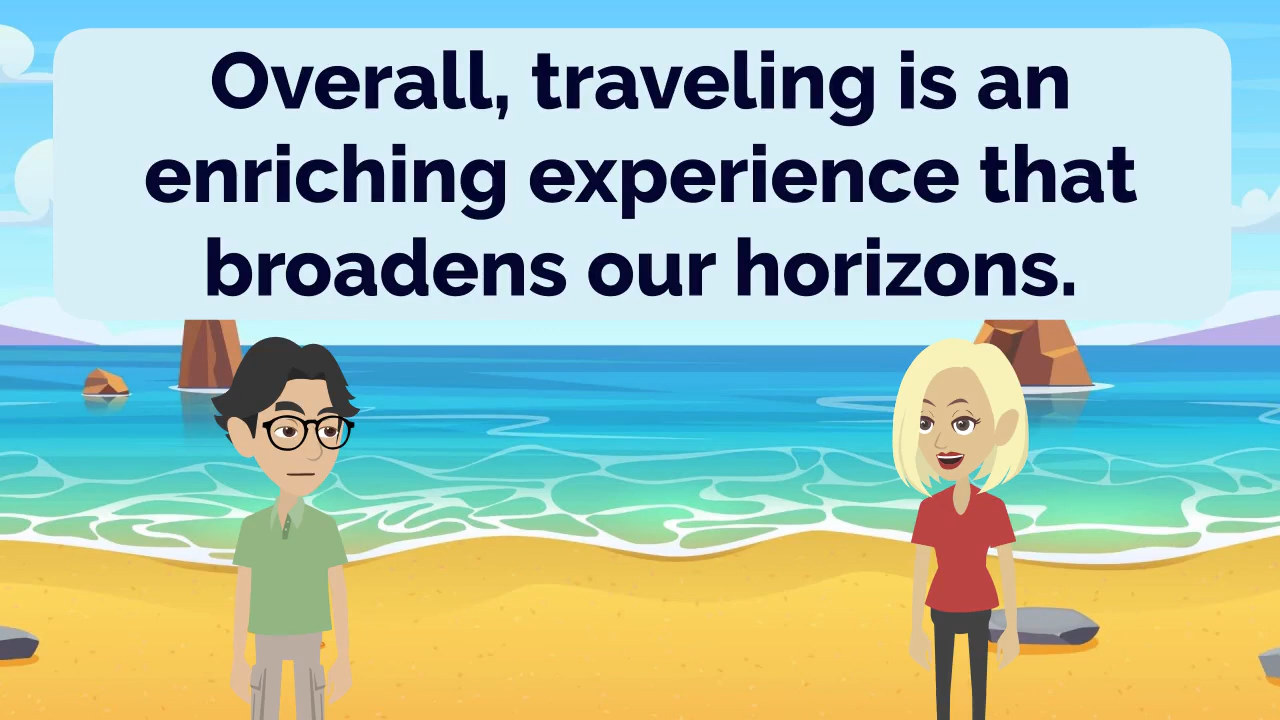 Overall, traveling is an
enriching experience that
broadens our horizons.